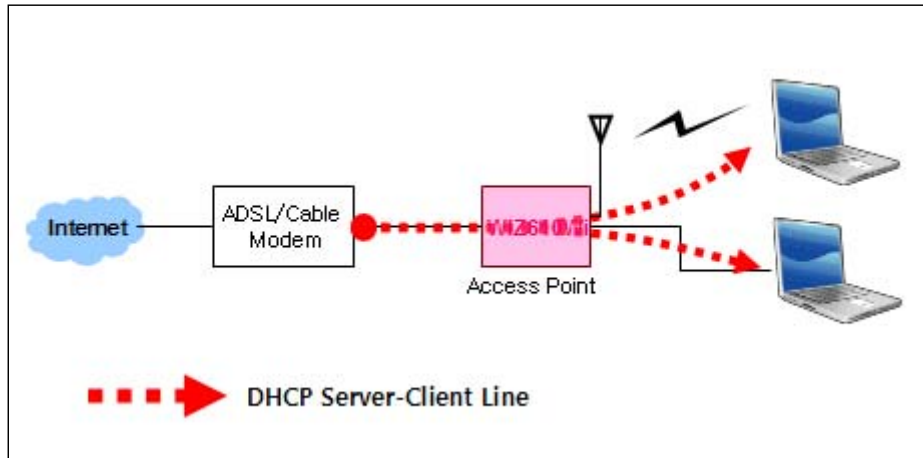 Internet
ADSL/Cable
Modem
Access Point
DHCP Server-Client Line